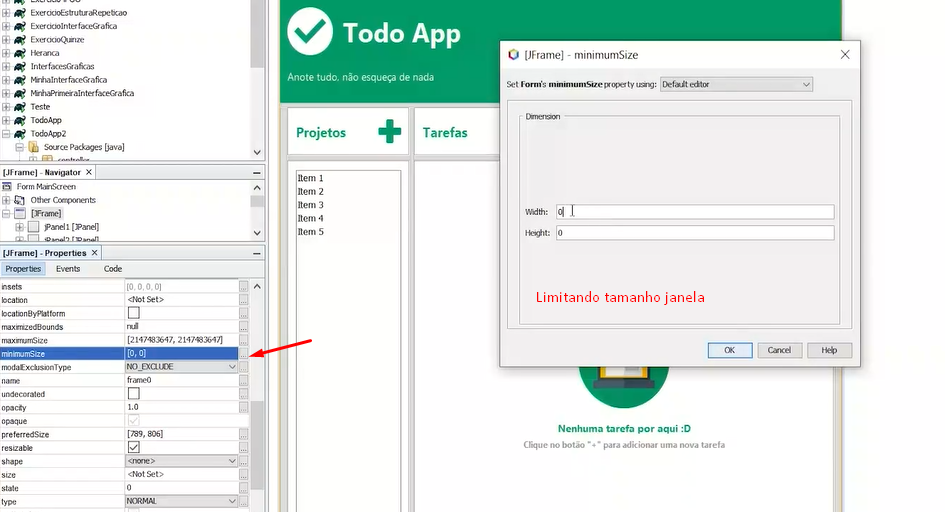 ExercicioEstruturaRepeticao
ExercicioInterfaceGrafica
ExercicioQuinze
Heranca
InterfacesGraficas
MinhaInterfaceGrafica
MinhaPrimeiraInterfaceGrafica
Teste
TodoApp
TodoApp2
Source Packages [java]
[JFrame] - Navigator
Form MainScreen
Other Components
[JFrame]
jPanel1 [JPanel]
jPanel2 [JPanel]
[JFrame] - Properties
Properties Events Code
insets [0, 0, 0, 0]
location <Not Set>
locationByPlatform
maximizedBounds null
maximumSize [2147483647, 2147483647]
minimumSize [0, 0]
modalExclusionType NO_EXCLUDE
name frame0
undecorated
opacity 1.0
opaque
preferredSize [789, 806]
resizable
shape <none>
size <Not Set>
state 0
type NORMAL
Todo App
Anote tudo, não esqueça de nada
Projetos
Tarefas
Item 1
Item 2
Item 3
Item 4
Item 5
[JFrame] - minimumSize
Set Form's minimumSize property using: Default editor
Dimension
Width: 0
Height: 0
Limitando tamanho janela
OK Cancel Help
Nenhuma tarefa por aqui :D
Clique no botão "+" para adicionar uma nova tarefa